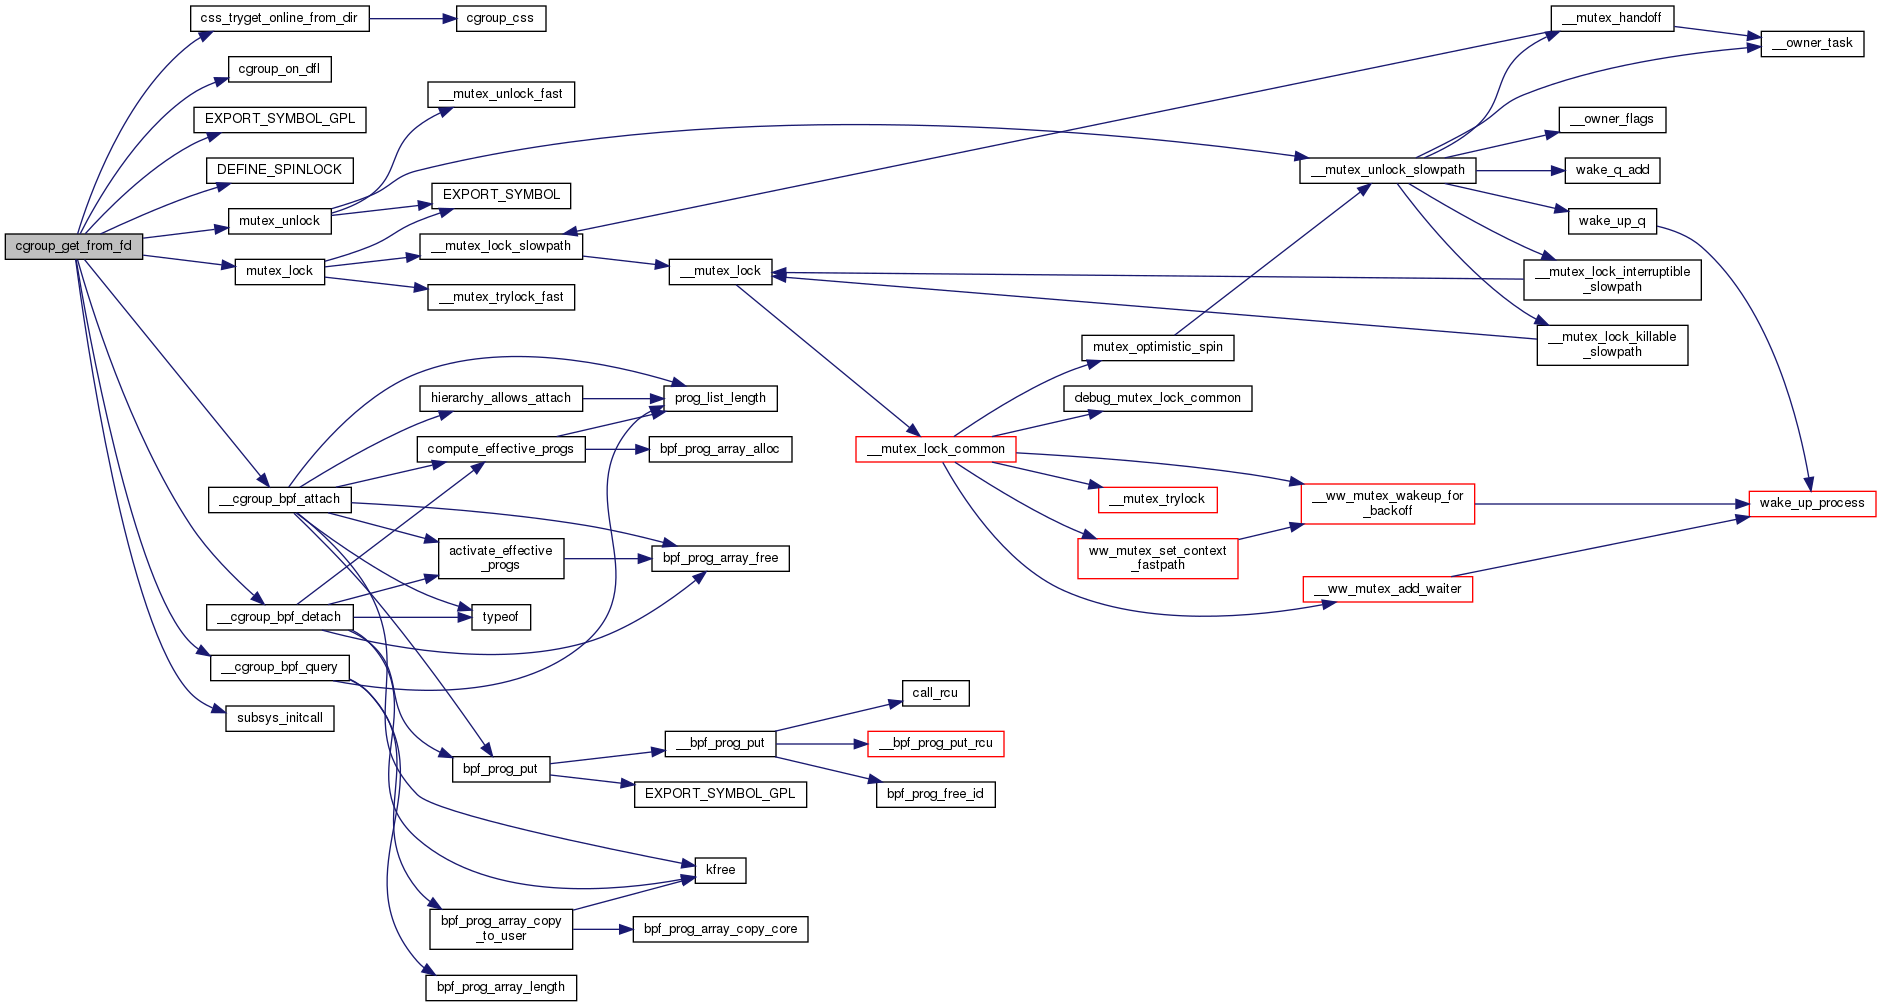 css_tryget_online_from_dir
cgroup_css
__mutex_handoff
__owner_task
cgroup_on_dfl
__mutex_unlock_fast
EXPORT_SYMBOL_GPL
__owner_flags
DEFINE_SPINLOCK
__mutex_unlock_slowpath
wake_q_add
EXPORT_SYMBOL
mutex_unlock
wake_up_q
cgroup_get_from_fd
__mutex_lock_slowpath
mutex_lock
__mutex_lock
__mutex_lock_interruptible
_slowpath
__mutex_trylock_fast
mutex_optimistic_spin
__mutex_lock_killable
_slowpath
hierarchy_allows_attach
prog_list_length
debug_mutex_lock_common
compute_effective_progs
bpf_prog_array_alloc
__mutex_lock_common
__cgroup_bpf_attach
__mutex_trylock
__ww_mutex_wakeup_for
_backoff
wake_up_process
activate_effective
_progs
bpf_prog_array_free
ww_mutex_set_context
_fastpath
__ww_mutex_add_waiter
__cgroup_bpf_detach
typeof
__cgroup_bpf_query
call_rcu
subsys_initcall
__bpf_prog_put
__bpf_prog_put_rcu
bpf_prog_put
EXPORT_SYMBOL_GPL
bpf_prog_free_id
kfree
bpf_prog_array_copy
_to_user
bpf_prog_array_copy_core
bpf_prog_array_length